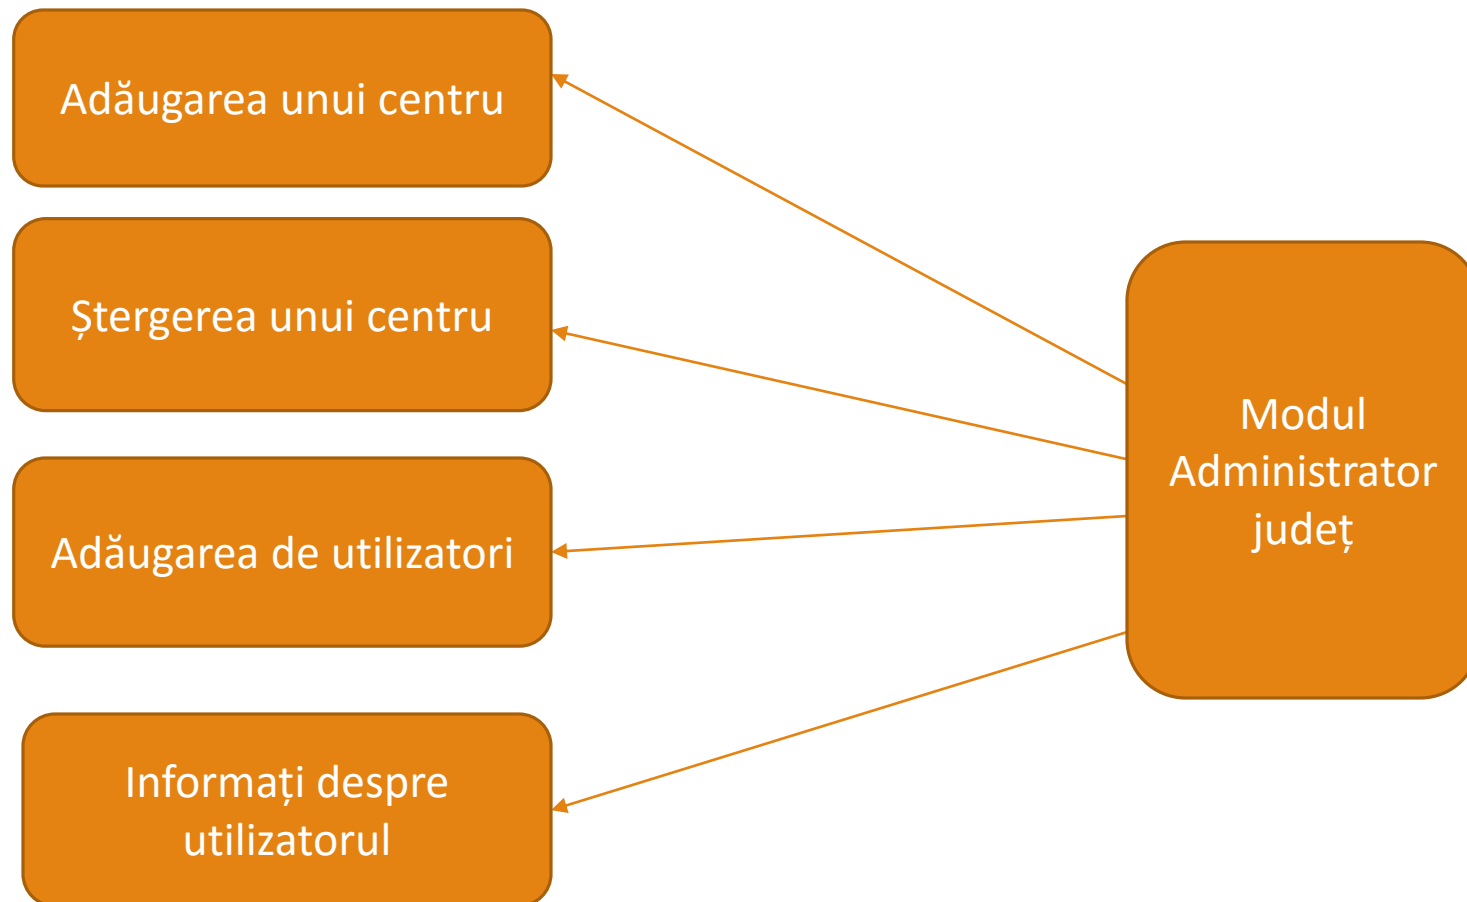 Adăugarea unui centru
Ștergerea unui centru
Adăugarea de utilizatori
Informați despre
utilizatorul
Modul
Administrator
județ